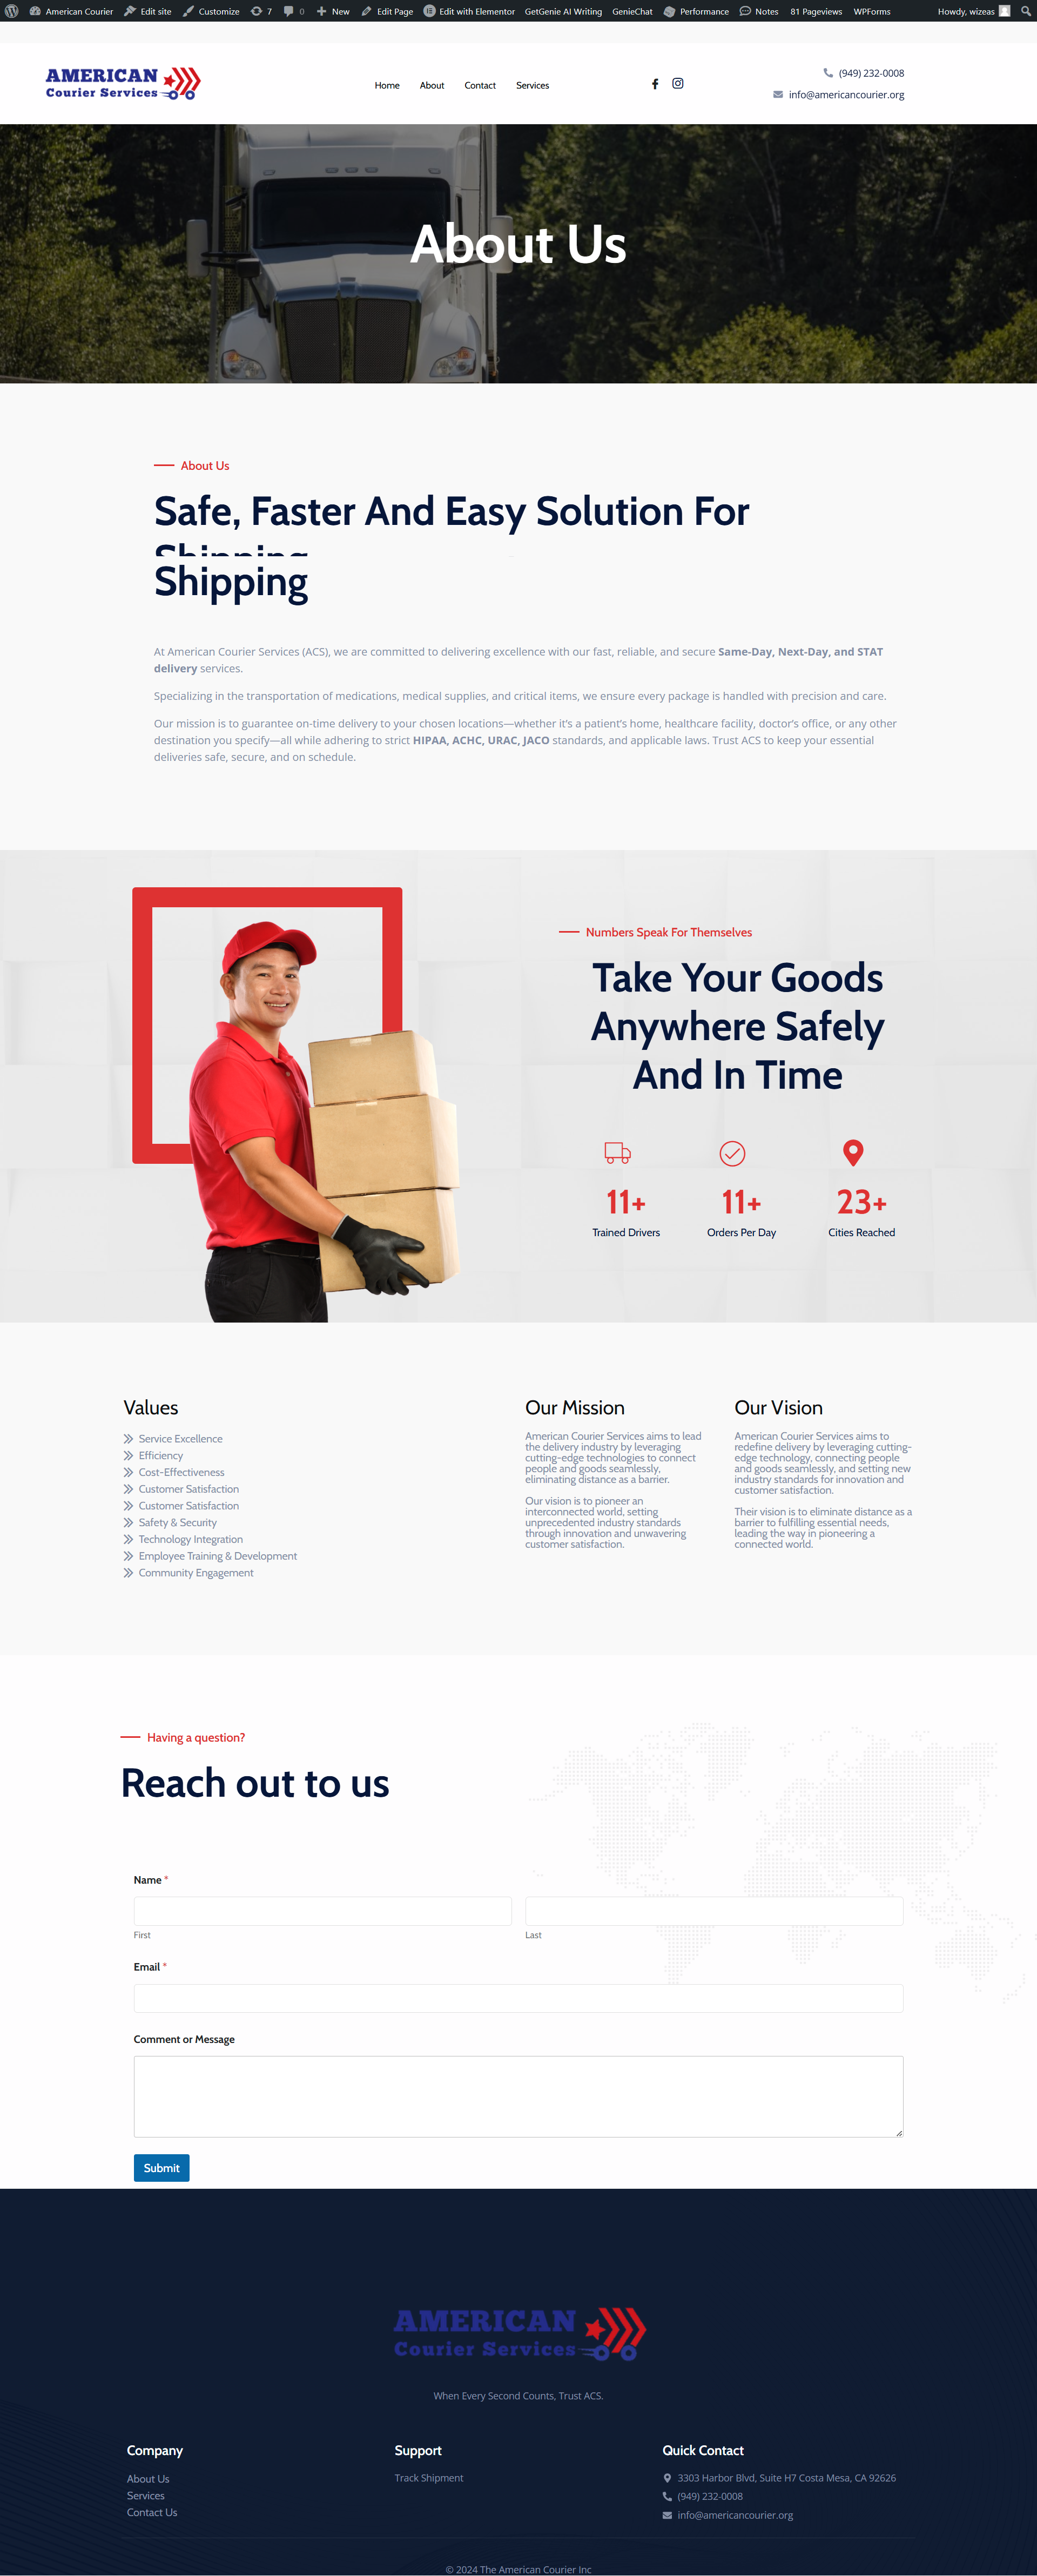 American Courier Edit site Customize 7 0 New Edit Page Edit with Elementor GetGenie AI Writing GenieChat Performance Notes 81 Pageviews WPForms Howdy, wizeas
AMERICAN
Courier Services
Home About Contact Services
(949) 232-0008
info@americancourier.org
About Us
About Us
Safe, Faster And Easy Solution For
Shipping
Shipping
At American Courier Services (ACS), we are committed to delivering excellence with our fast, reliable, and secure Same-Day, Next-Day, and STAT
delivery services.
Specializing in the transportation of medications, medical supplies, and critical items, we ensure every package is handled with precision and care.
Our mission is to guarantee on-time delivery to your chosen locations—whether it's a patient's home, healthcare facility, doctor's office, or any other
destination you specify—all while adhering to strict HIPAA, ACHC, URAC, JACO standards, and applicable laws. Trust ACS to keep your essential
deliveries safe, secure, and on schedule.
Numbers Speak For Themselves
Take Your Goods
Anywhere Safely
And In Time
11+ 11+ 23+
Trained Drivers Orders Per Day Cities Reached
Values
Service Excellence
Efficiency
Cost-Effectiveness
Customer Satisfaction
Customer Satisfaction
Safety & Security
Technology Integration
Employee Training & Development
Community Engagement
Our Mission
American Courier Services aims to lead
the delivery industry by leveraging
cutting-edge technologies to connect
people and goods seamlessly,
eliminating distance as a barrier.
Our vision is to pioneer an
interconnected world, setting
unprecedented industry standards
through innovation and unwavering
customer satisfaction.
Our Vision
American Courier Services aims to
redefine delivery by leveraging cutting-
edge technology, connecting people
and goods seamlessly, and setting new
industry standards for innovation and
customer satisfaction.
Their vision is to eliminate distance as a
barrier to fulfilling essential needs,
leading the way in pioneering a
connected world.
Having a question?
Reach out to us
Name *
First Last
Email *
Comment or Message
Submit
AMERICAN
Courier Services
When Every Second Counts, Trust ACS.
Company
About Us
Services
Contact Us
Support
Track Shipment
Quick Contact
3303 Harbor Blvd, Suite H7 Costa Mesa, CA 92626
(949) 232-0008
info@americancourier.org
© 2024 The American Courier Inc